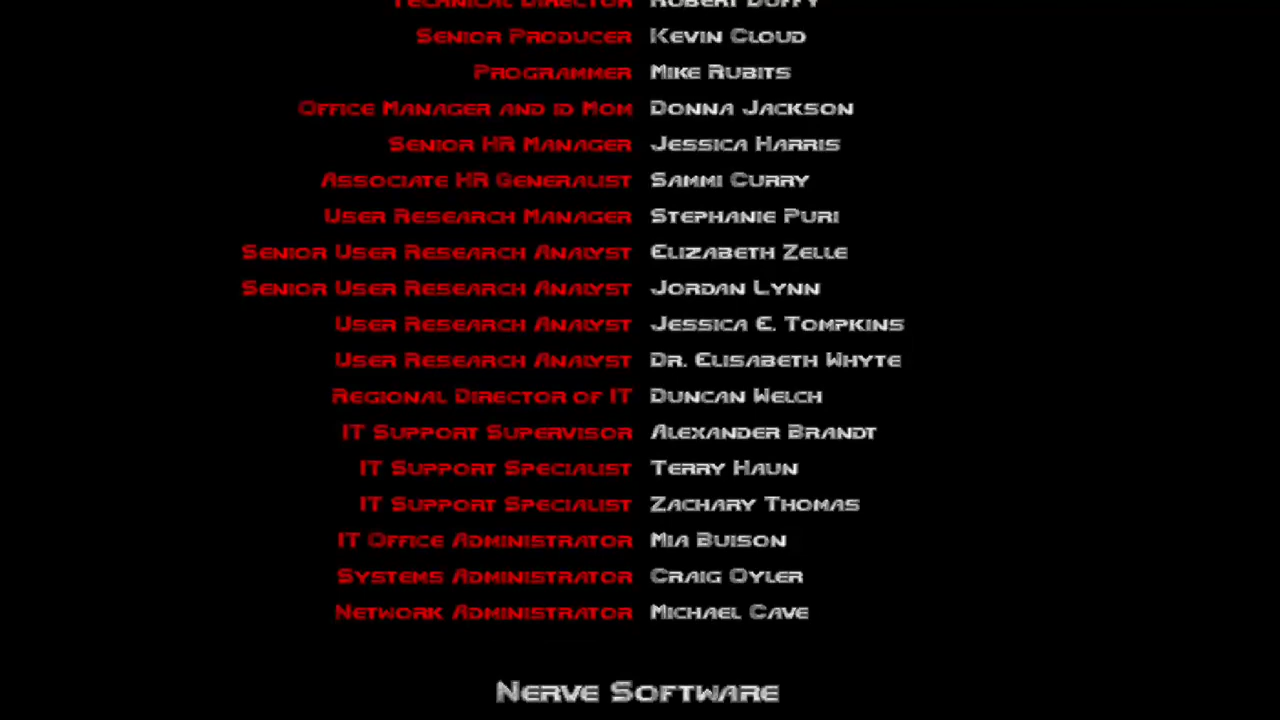 Technical Director Robert Duffy
Senior Producer Kevin Cloud
Programmer Mike Rubits
Office Manager and id Mom Donna Jackson
Senior HR Manager Jessica Harris
Associate HR Generalist Sammi Curry
User Research Manager Stephanie Puri
Senior User Research Analyst Elizabeth Zelle
Senior User Research Analyst Jordan Lynn
User Research Analyst Jessica E. Tompkins
User Research Analyst Dr. Elisabeth Whyte
Regional Director of IT Duncan Welch
IT Support Supervisor Alexander Brandt
IT Support Specialist Terry Haun
IT Support Specialist Zachary Thomas
IT Office Administrator Mia Buison
Systems Administrator Craig Oyler
Network Administrator Michael Cave
Nerve Software